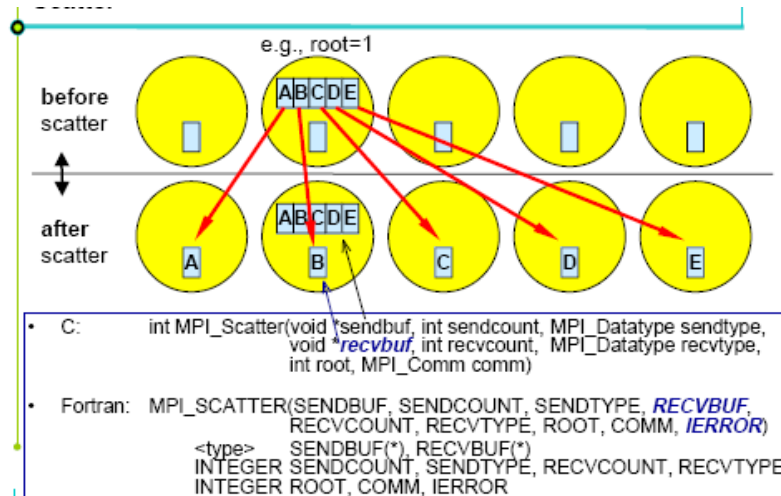 e.g., root=1
ABCDE
before
scatter
after
scatter
ABCDE
A B C D E
• C: int MPI_Scatter(void *sendbuf, int sendcount, MPI_Datatype sendtype,
void *recvbuf, int recvcount, MPI_Datatype recvtype,
int root, MPI_Comm comm)
• Fortran: MPI_SCATTER(SENDBUF, SENDCOUNT, SENDTYPE, RECVBUF,
RECVCOUNT, RECVTYPE, ROOT, COMM, IERROR)
<type> SENDBUF(*), RECVBUF(*)
INTEGER SENDCOUNT, SENDTYPE, RECVCOUNT, RECVTYPE
INTEGER ROOT, COMM, IERROR